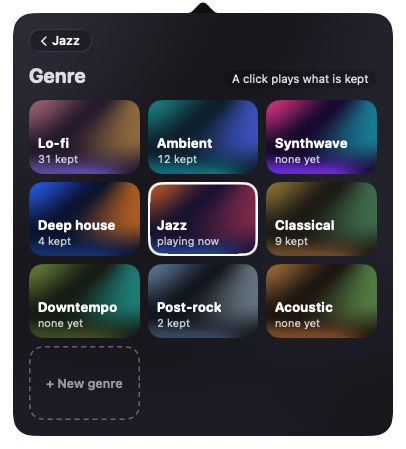 Jazz
Genre
A click plays what is kept
Lo-fi
31 kept
Ambient
12 kept
Synthwave
none yet
Deep house
4 kept
Jazz
playing now
Classical
9 kept
Downtempo
none yet
Post-rock
2 kept
Acoustic
none yet
+ New genre